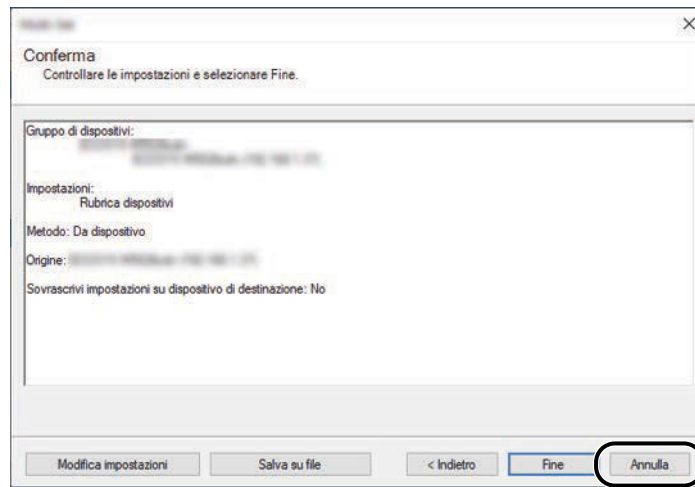 Conferma
Controllare le impostazioni e selezionare Fine.
Gruppo di dispositivi:
Impostazioni:
Rubrica dispositivi
Metodo: Da dispositivo
Origine:
Sovrascrivi impostazioni su dispositivo di destinazione: No
Modifica impostazioni
Salva su file
< Indietro
Fine
Annulla